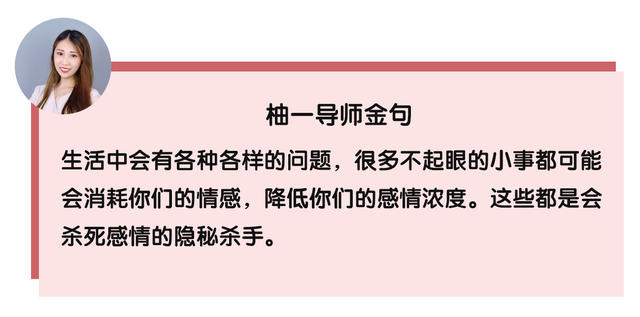 柚一导师金句
生活中会有各种各样的问题，很多不起眼的小事都可能
会消耗你们的情感，降低你们的感情浓度。这些都是会
杀死感情的隐秘杀手。